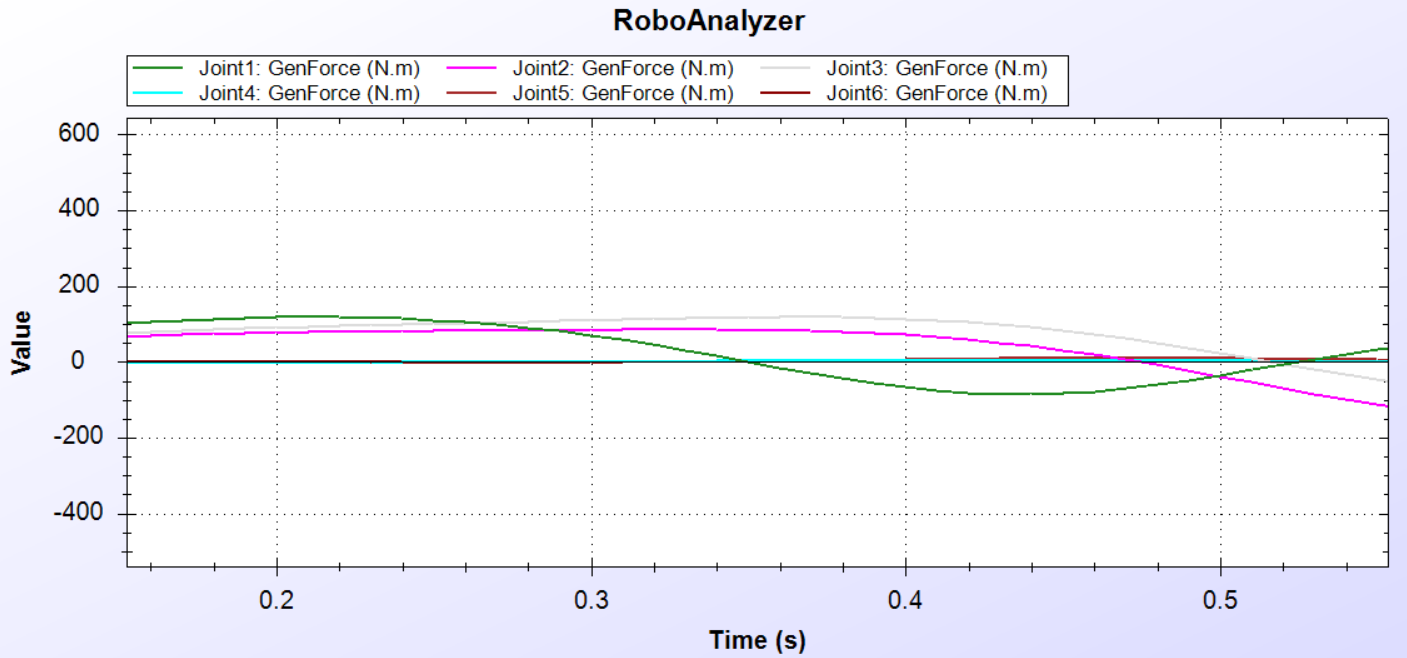 RoboAnalyzer
Joint1: GenForce (N.m) Joint2: GenForce (N.m) Joint3: GenForce (N.m)
Joint4: GenForce (N.m) Joint5: GenForce (N.m) Joint6: GenForce (N.m)
600
400
200
0
-200
-400
Value
0.2 0.3 0.4 0.5
Time (s)